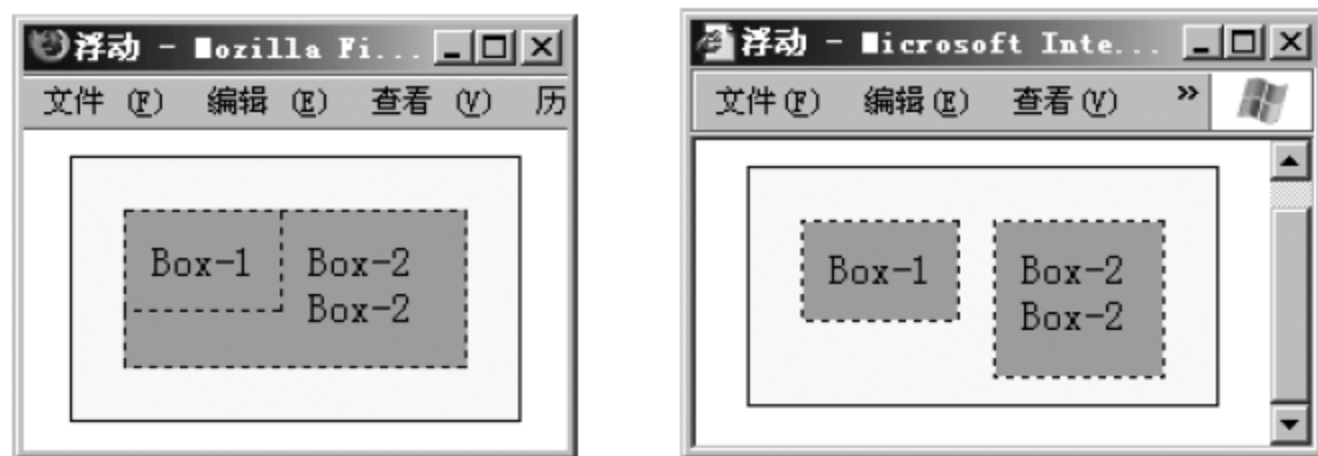 浮动 - Mozilla Fi...
文件 (F) 编辑 (E) 查看 (V) 历
Box-1
Box-2
Box-2
浮动 - Microsoft Inte...
文件(F) 编辑(E) 查看(V) »
Box-1
Box-2
Box-2